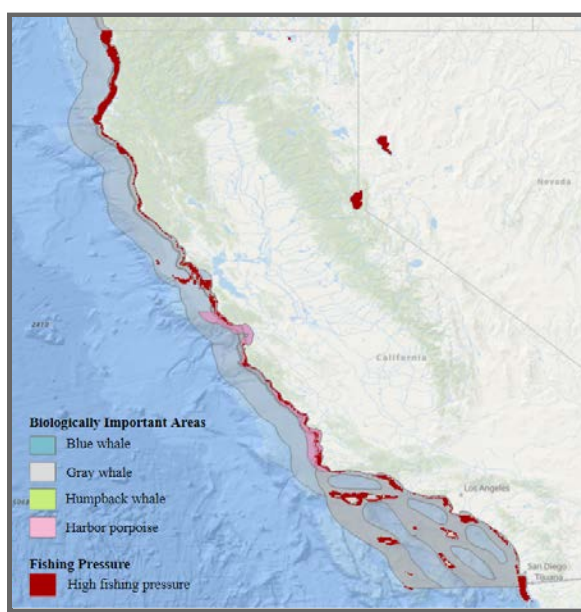 Nevada
California
Los Angeles
San Diego
Tijuana
Biologically Important Areas
Blue whale
Gray whale
Humpback whale
Harbor porpoise
Fishing Pressure
High fishing pressure